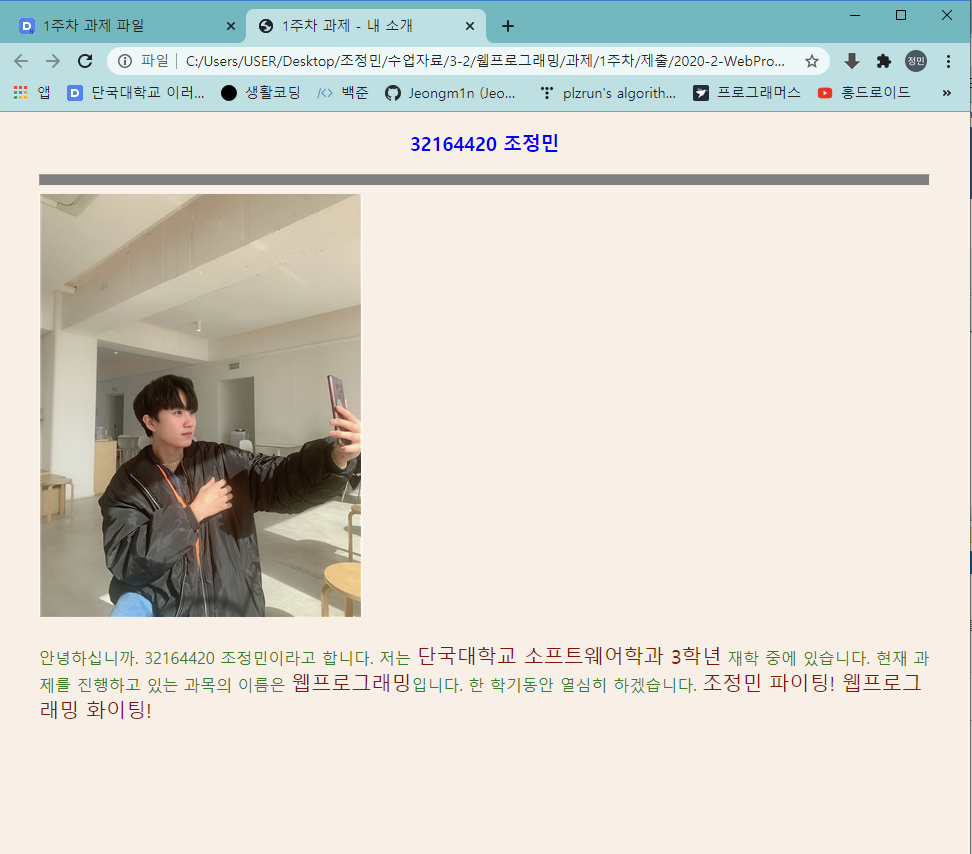 1주차 과제 파일
1주차 과제 - 내 소개
파일 C:/Users/USER/Desktop/조정민/수업자료/3-2/웹프로그래밍/과제/1주차/제출/2020-2-WebPro...
정민
앱 단국대학교 이러... 생활코딩 백준 Jeongm1n (Jeo... plzrun's algorith... 프로그래머스 홍드로이드 »
32164420 조정민
안녕하십니까. 32164420 조정민이라고 합니다. 저는 단국대학교 소프트웨어학과 3학년 재학 중에 있습니다. 현재 과
제를 진행하고 있는 과목의 이름은 웹프로그래밍입니다. 한 학기동안 열심히 하겠습니다. 조정민 파이팅! 웹프로그
래밍 화이팅!